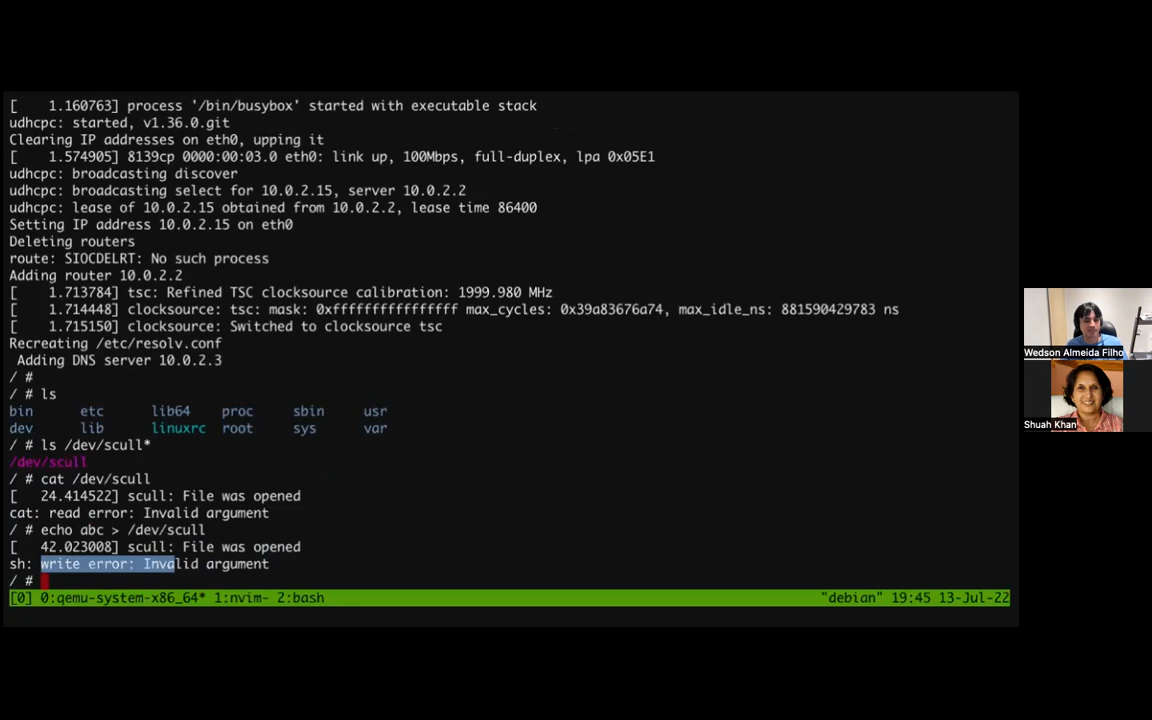 [    1.160763] process '/bin/busybox' started with executable stack
udhcpc: started, v1.36.0.git
Clearing IP addresses on eth0, upping it
[    1.574905] 8139cp 0000:00:03.0 eth0: link up, 100Mbps, full-duplex, lpa 0x05E1
udhcpc: broadcasting discover
udhcpc: broadcasting select for 10.0.2.15, server 10.0.2.2
udhcpc: lease of 10.0.2.15 obtained from 10.0.2.2, lease time 86400
Setting IP address 10.0.2.15 on eth0
Deleting routers
route: SIOCDELRT: No such process
Adding router 10.0.2.2
[    1.713784] tsc: Refined TSC clocksource calibration: 1999.980 MHz
[    1.714448] clocksource: tsc: mask: 0xffffffffffffffff max_cycles: 0x39a83676a74, max_idle_ns: 881590429783 ns
[    1.715150] clocksource: Switched to clocksource tsc
Recreating /etc/resolv.conf
 Adding DNS server 10.0.2.3
/ #
/ # ls
bin      etc      lib64    proc     sbin     usr
dev      lib      linuxrc  root     sys      var
/ # ls /dev/scull*
/dev/scull
/ # cat /dev/scull
[   24.414522] scull: File was opened
cat: read error: Invalid argument
/ # echo abc > /dev/scull
[   42.023008] scull: File was opened
sh: write error: Invalid argument
/ #
[0] 0:qemu-system-x86_64* 1:nvim- 2:bash "debian" 19:45 13-Jul-22
Wedson Almeida Filho
Shuah Khan